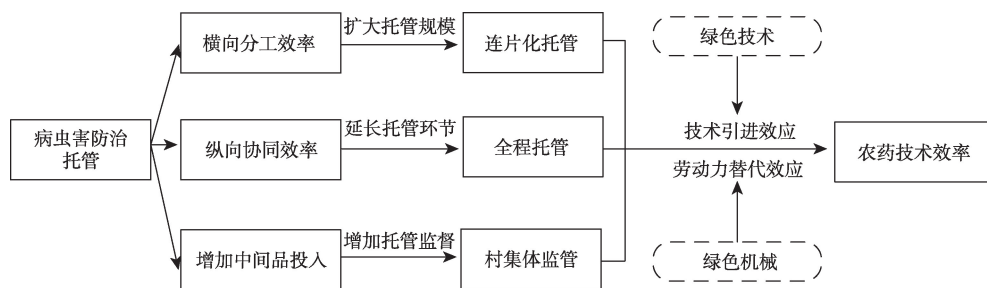 横向分工效率
扩大托管规模
连片化托管
绿色技术
病虫害防治
托管
纵向协同效率
延长托管环节
全程托管
技术引进效应
劳动力替代效应
农药技术效率
增加中间品投入
增加托管监督
村集体监管
绿色机械